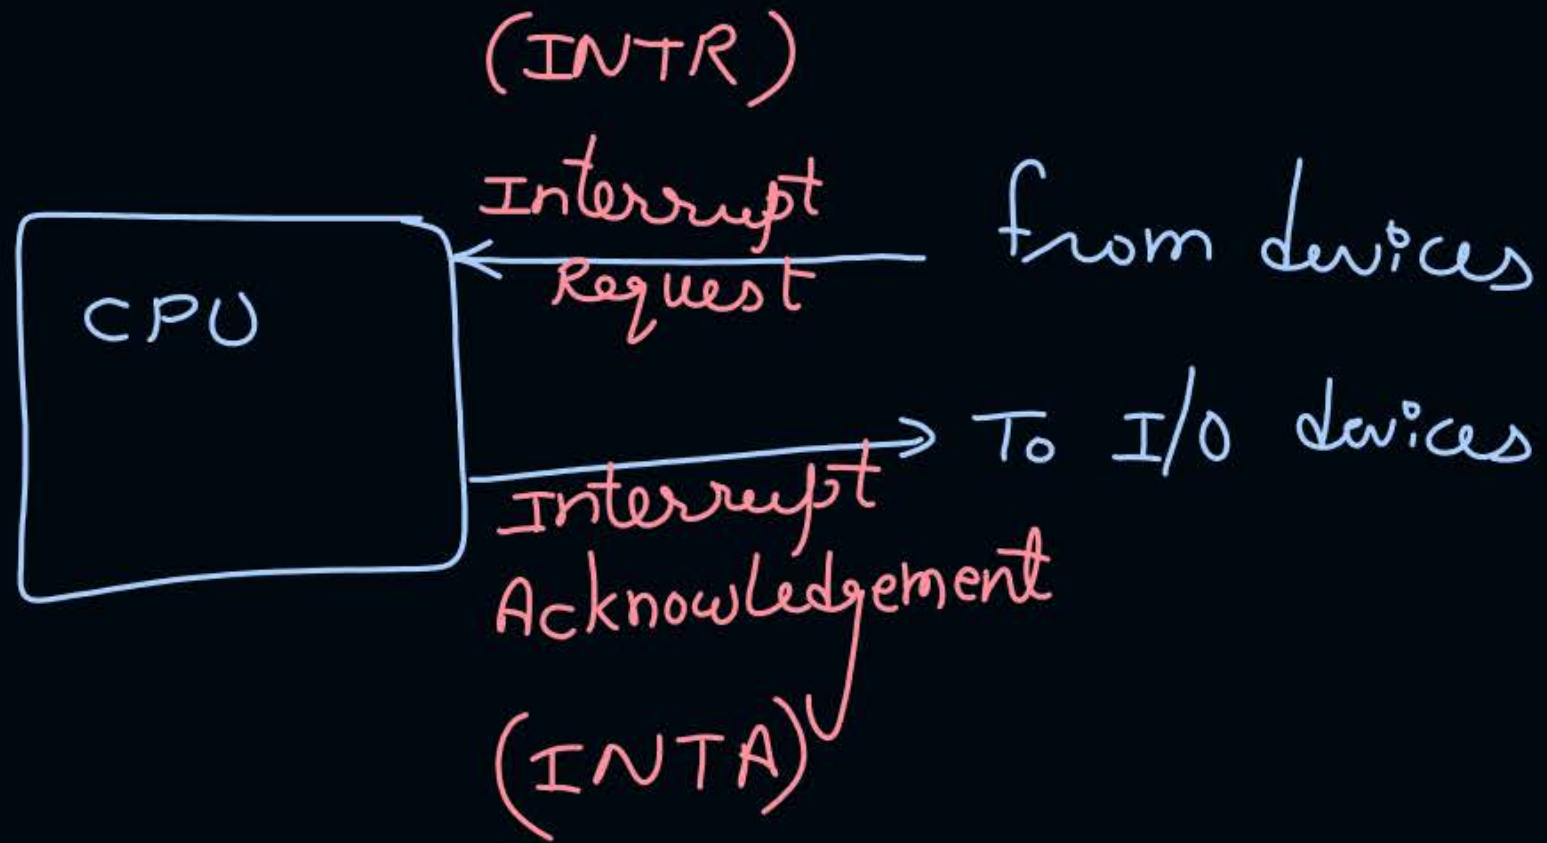 (INTR)
Interrupt
Request
from devices
CPU
To I/O devices
Interrupt
Acknowledgement
(INTA)